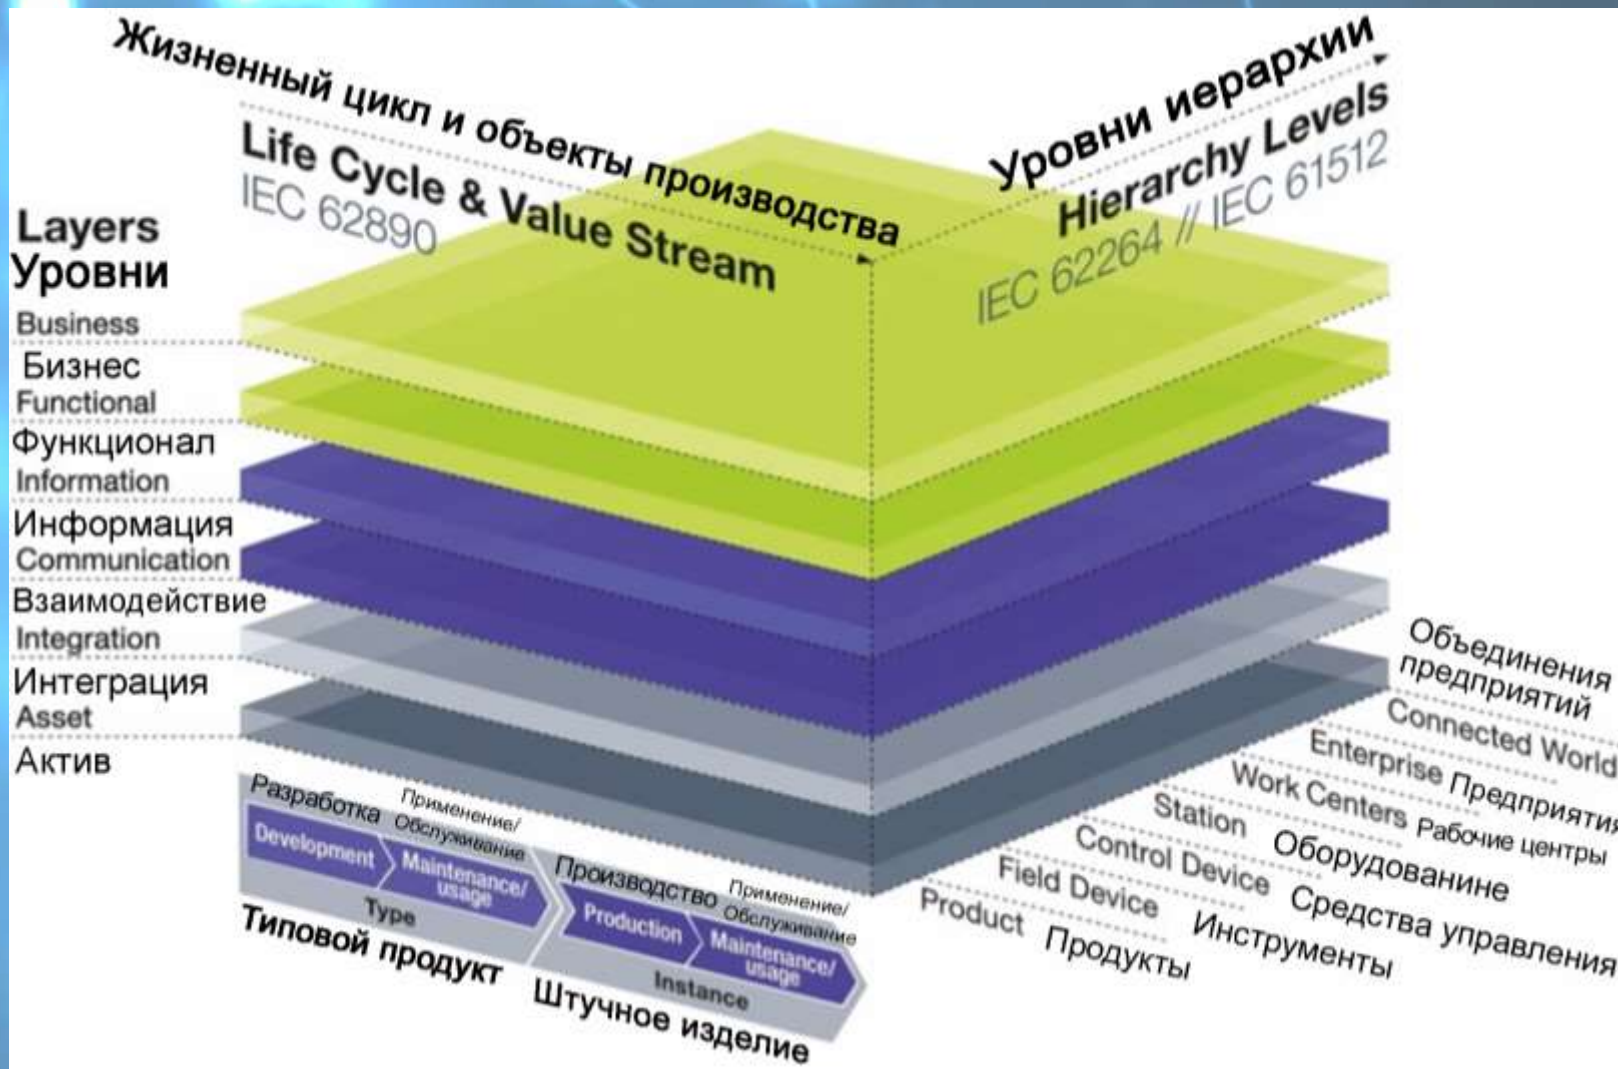 Жизненный цикл и объекты производства
Life Cycle & Value Stream
IEC 62890
Уровни иерархии
Hierarchy Levels
IEC 62264 // IEC 61512
Layers
Уровни
Business
Бизнес
Functional
Функционал
Information
Информация
Communication
Взаимодействие
Integration
Интеграция
Asset
Актив
Объединения
предприятий
Connected World
Enterprise Предприятия
Work Centers Рабочие центры
Station Оборудованине
Control Device Средства управления
Field Device Инструменты
Product Продукты
Разработка
Применение/
Обслуживание
Development
Maintenance/
usage
Type
Типовой продукт
Производство
Применение/
Обслуживание
Production
Maintenance/
usage
Instance
Штучное изделие